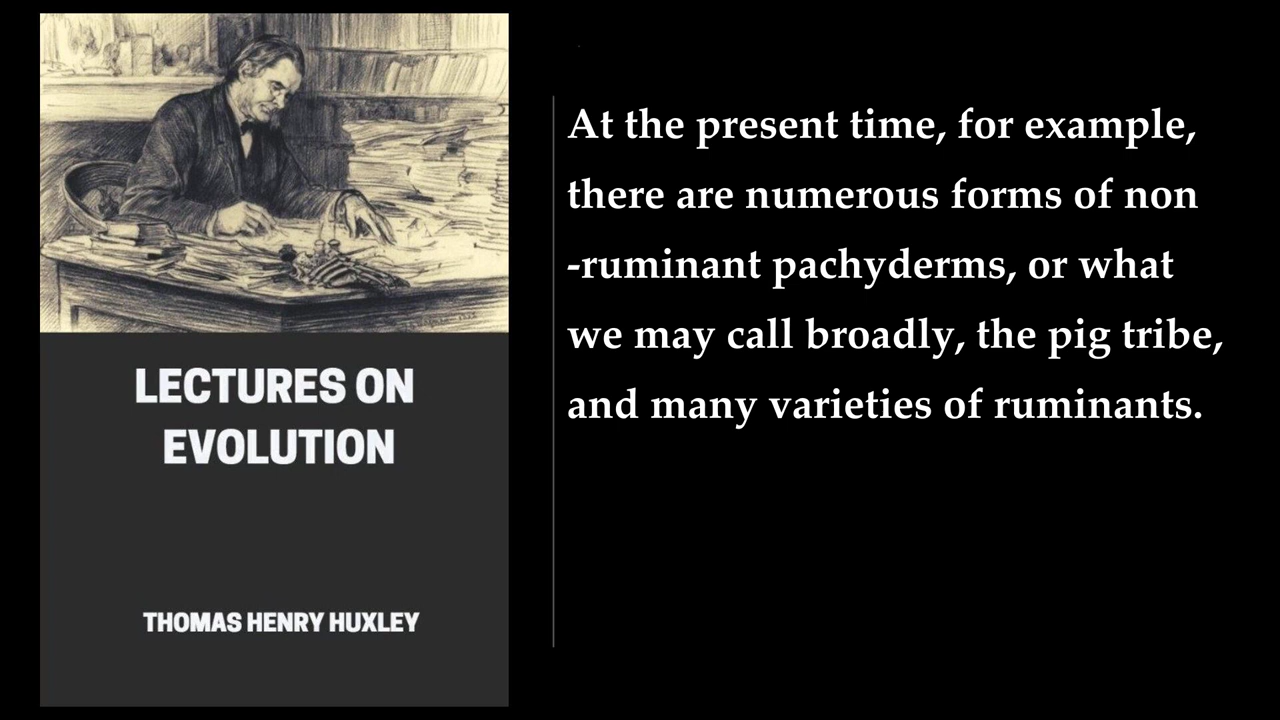 LECTURES ON
EVOLUTION
THOMAS HENRY HUXLEY
At the present time, for example,
there are numerous forms of non
-ruminant pachyderms, or what
we may call broadly, the pig tribe,
and many varieties of ruminants.